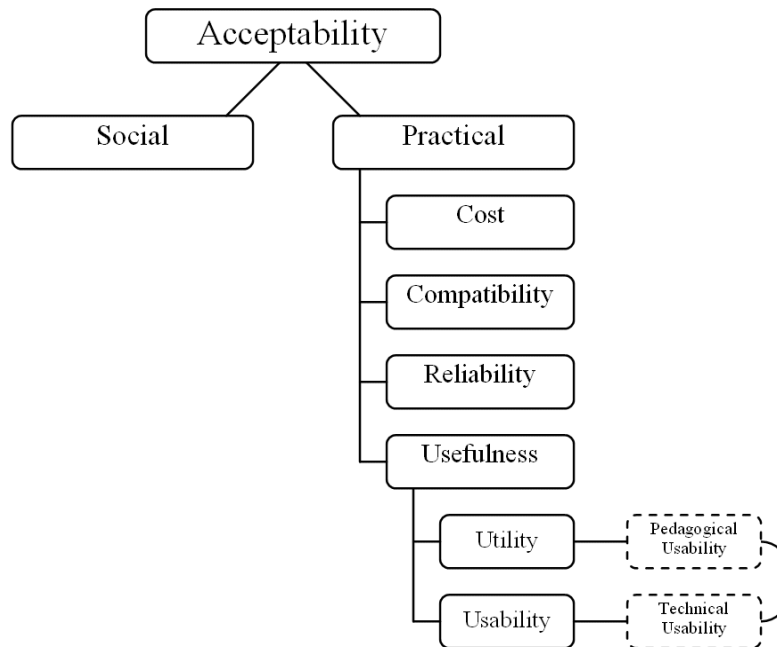 Acceptability
Social
Practical
Cost
Compatibility
Reliability
Usefulness
Utility
Pedagogical
Usability
Usability
Technical
Usability